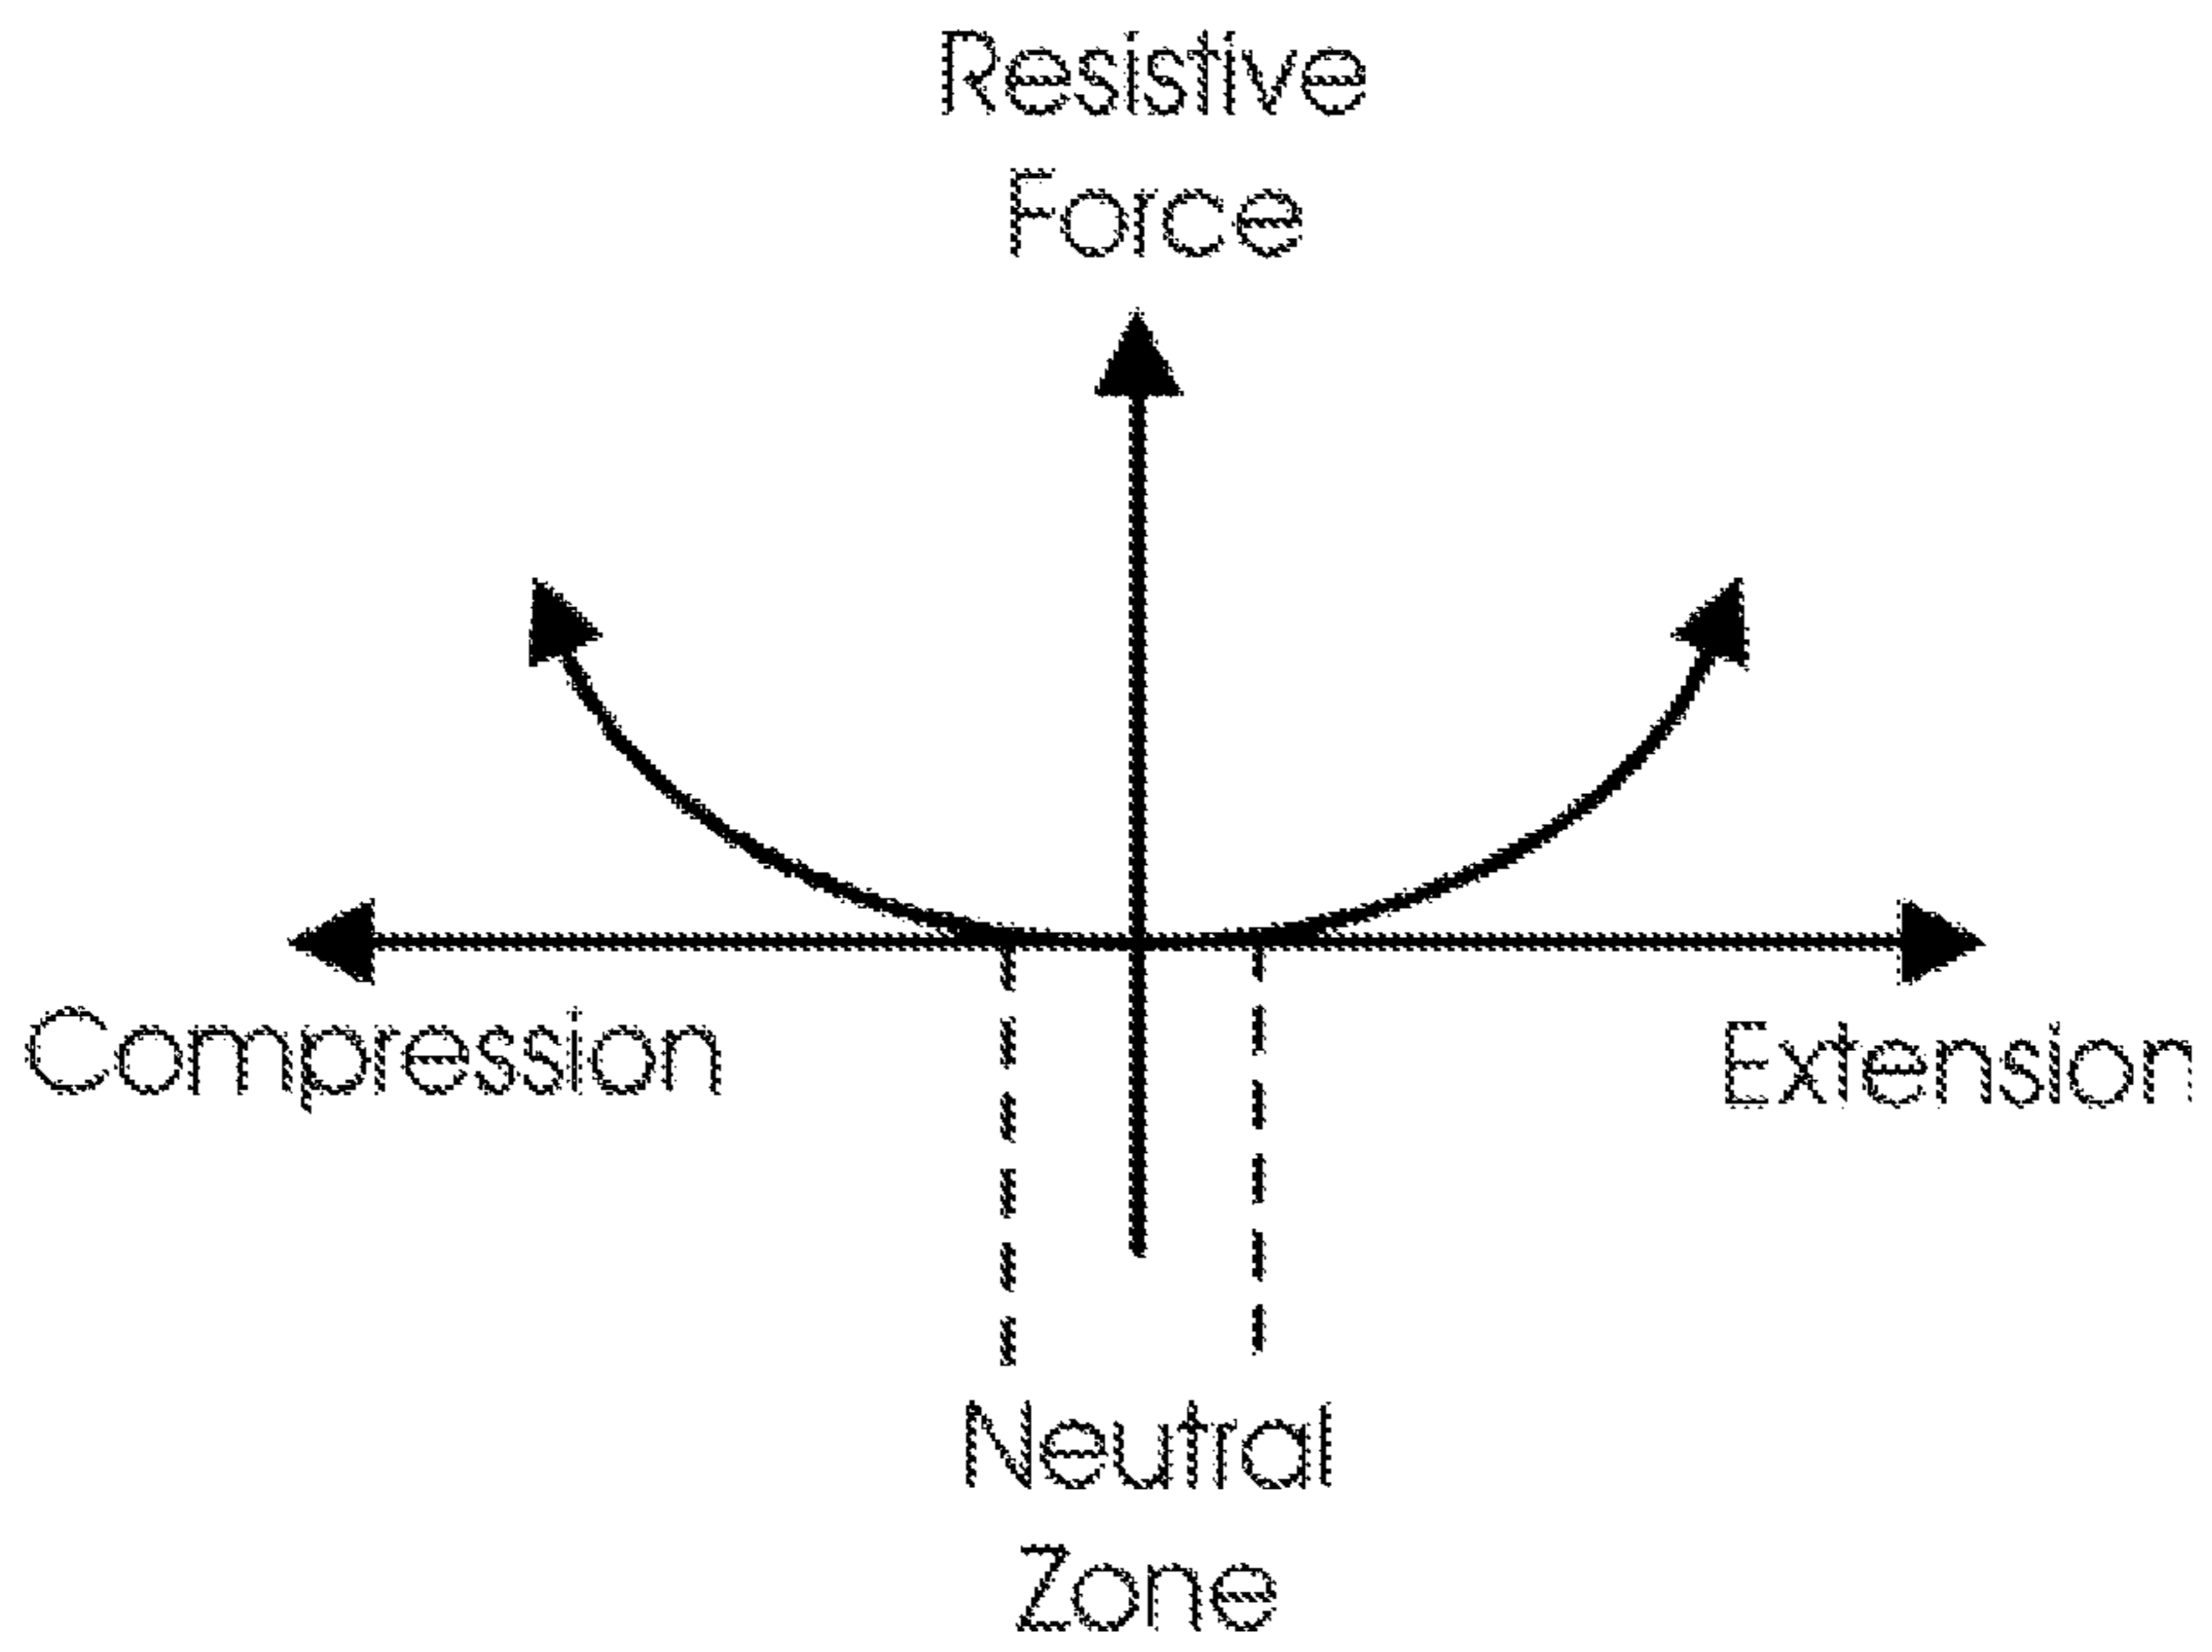 Resistive
Force
Compression
Extension
Neutral
Zone